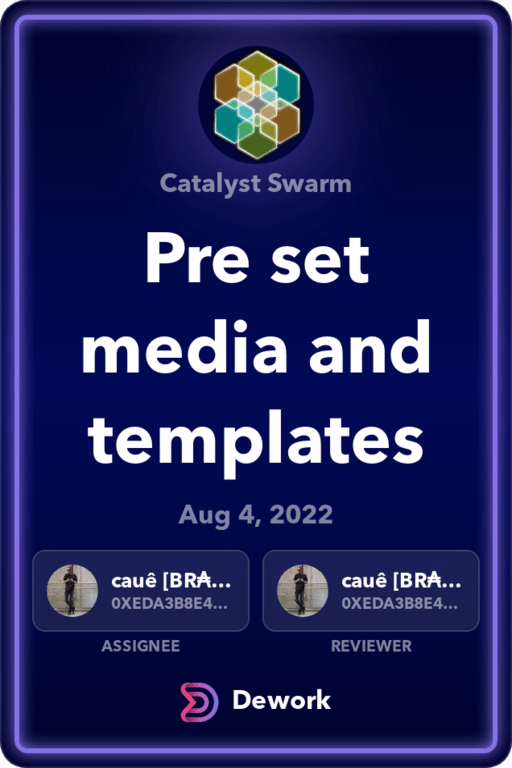 Catalyst Swarm
Pre set
media and
templates
Aug 4, 2022
cauê [BR₳...
0XEDA3B8E4...
ASSIGNEE
cauê [BR₳...
0XEDA3B8E4...
REVIEWER
Dework